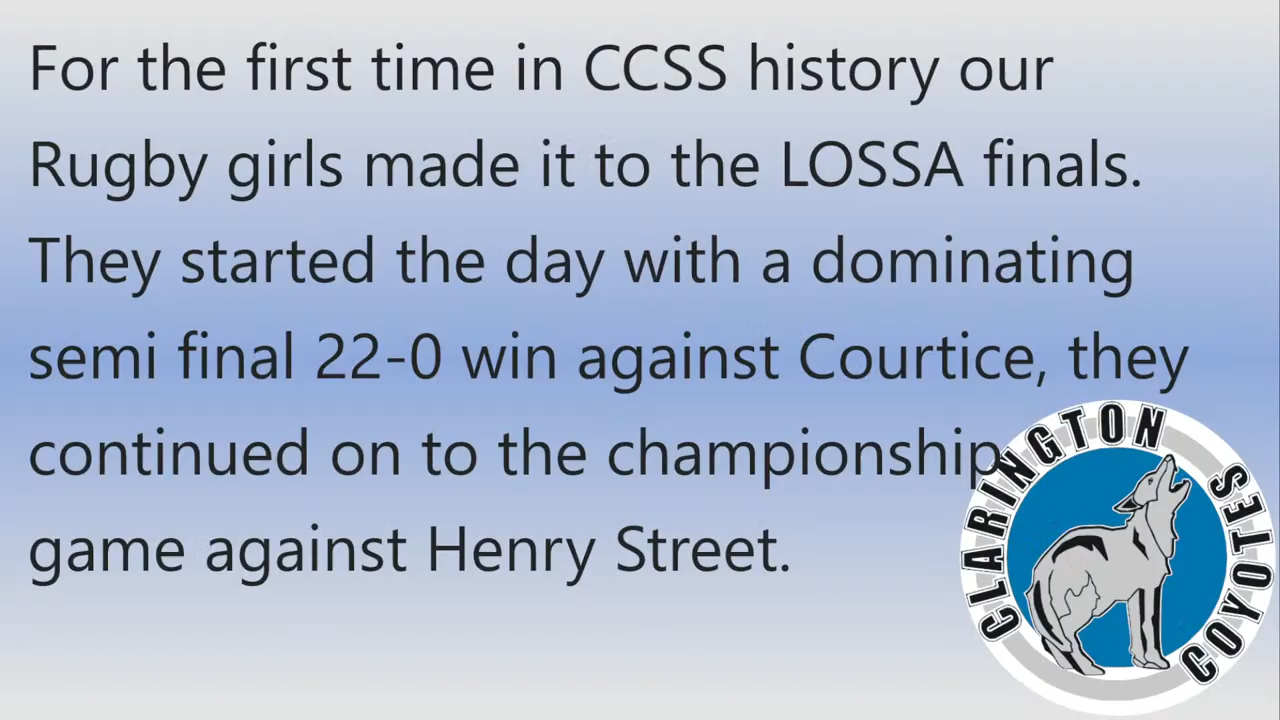 For the first time in CCSS history our
Rugby girls made it to the LOSSA finals.
They started the day with a dominating
semi final 22-0 win against Courtice, they
continued on to the championship
game against Henry Street.
CLARINGTON
COYOTES